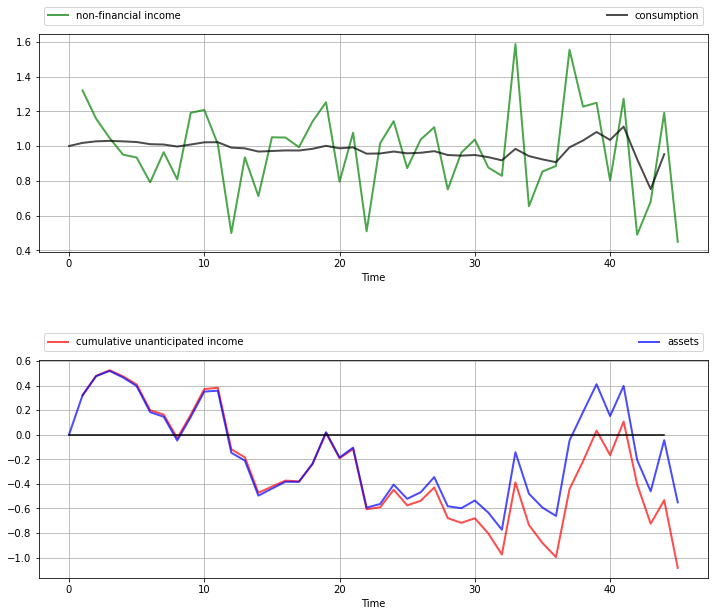 non-financial income consumption
1.6
1.4
1.2
1.0
0.8
0.6
0.4
0 10 20 30 40
Time
cumulative unanticipated income assets
0.6
0.4
0.2
0.0
−0.2
−0.4
−0.6
−0.8
−1.0
0 10 20 30 40
Time